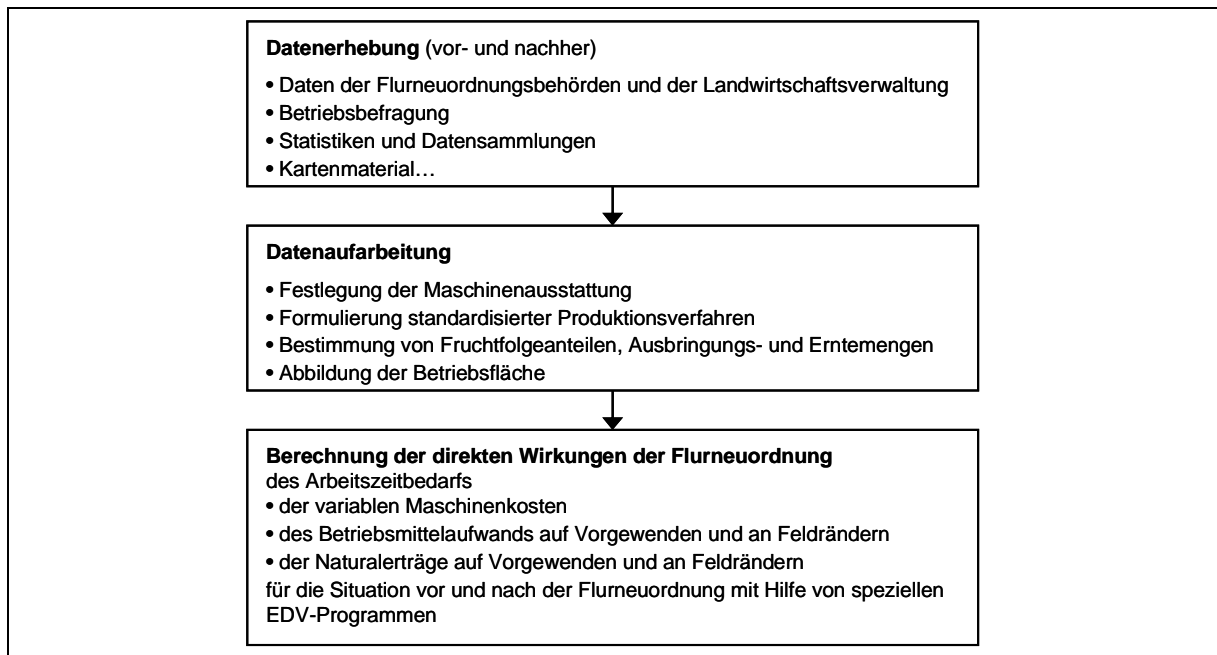 Datenerhebung (vor- und nachher)
• Daten der Flurneuordnungsbehörden und der Landwirtschaftsverwaltung
• Betriebsbefragung
• Statistiken und Datensammlungen
• Kartenmaterial…
Datenaufarbeitung
• Festlegung der Maschinenausstattung
• Formulierung standardisierter Produktionsverfahren
• Bestimmung von Fruchtfolgeanteilen, Ausbringungs- und Erntemengen
• Abbildung der Betriebsfläche
Berechnung der direkten Wirkungen der Flurneuordnung
des Arbeitszeitbedarfs
• der variablen Maschinenkosten
• des Betriebsmittelaufwands auf Vorgewenden und an Feldrändern
• der Naturalerträge auf Vorgewenden und an Feldrändern
für die Situation vor und nach der Flurneuordnung mit Hilfe von speziellen
EDV-Programmen